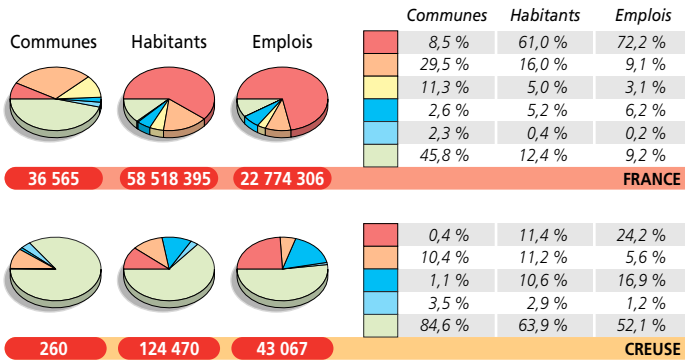 Communes Habitants Emplois
Communes Habitants Emplois
8,5 % 61,0 % 72,2 %
29,5 % 16,0 % 9,1 %
11,3 % 5,0 % 3,1 %
2,6 % 5,2 % 6,2 %
2,3 % 0,4 % 0,2 %
45,8 % 12,4 % 9,2 %
36 565 58 518 395 22 774 306 FRANCE
0,4 % 11,4 % 24,2 %
10,4 % 11,2 % 5,6 %
1,1 % 10,6 % 16,9 %
3,5 % 2,9 % 1,2 %
84,6 % 63,9 % 52,1 %
260 124 470 43 067 CREUSE